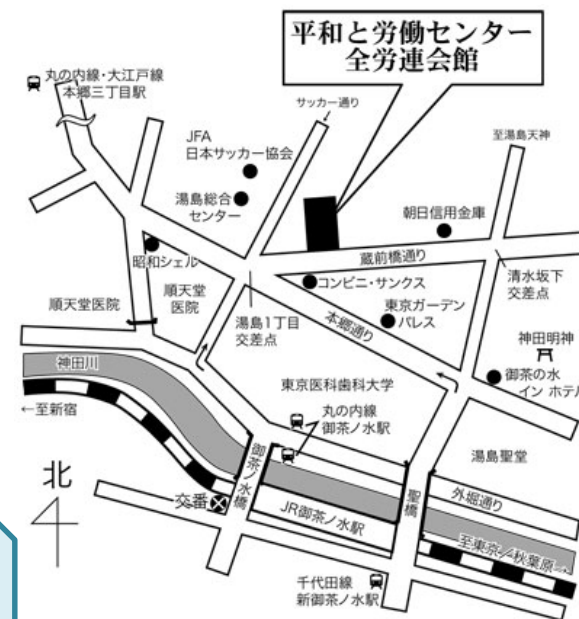 平和と労働センター
全労連会館
丸の内線・大江戸線
本郷三丁目駅
サッカー通り
JFA
日本サッカー協会
至湯島天神
湯島総合
センター
朝日信用金庫
昭和シェル
蔵前橋通り
コンビニ・サンクス
清水坂下
交差点
順天堂医院
順天堂
医院
湯島1丁目
交差点
本郷通り
東京ガーデン
パレス
神田明神
神田川
御茶の水
イン ホテル
東京医科歯科大学
←至新宿
丸の内線
御茶ノ水駅
湯島聖堂
北
御茶ノ水橋
聖橋
外堀通り
交番
JR御茶ノ水駅
至東京/秋葉原→
千代田線
新御茶ノ水駅